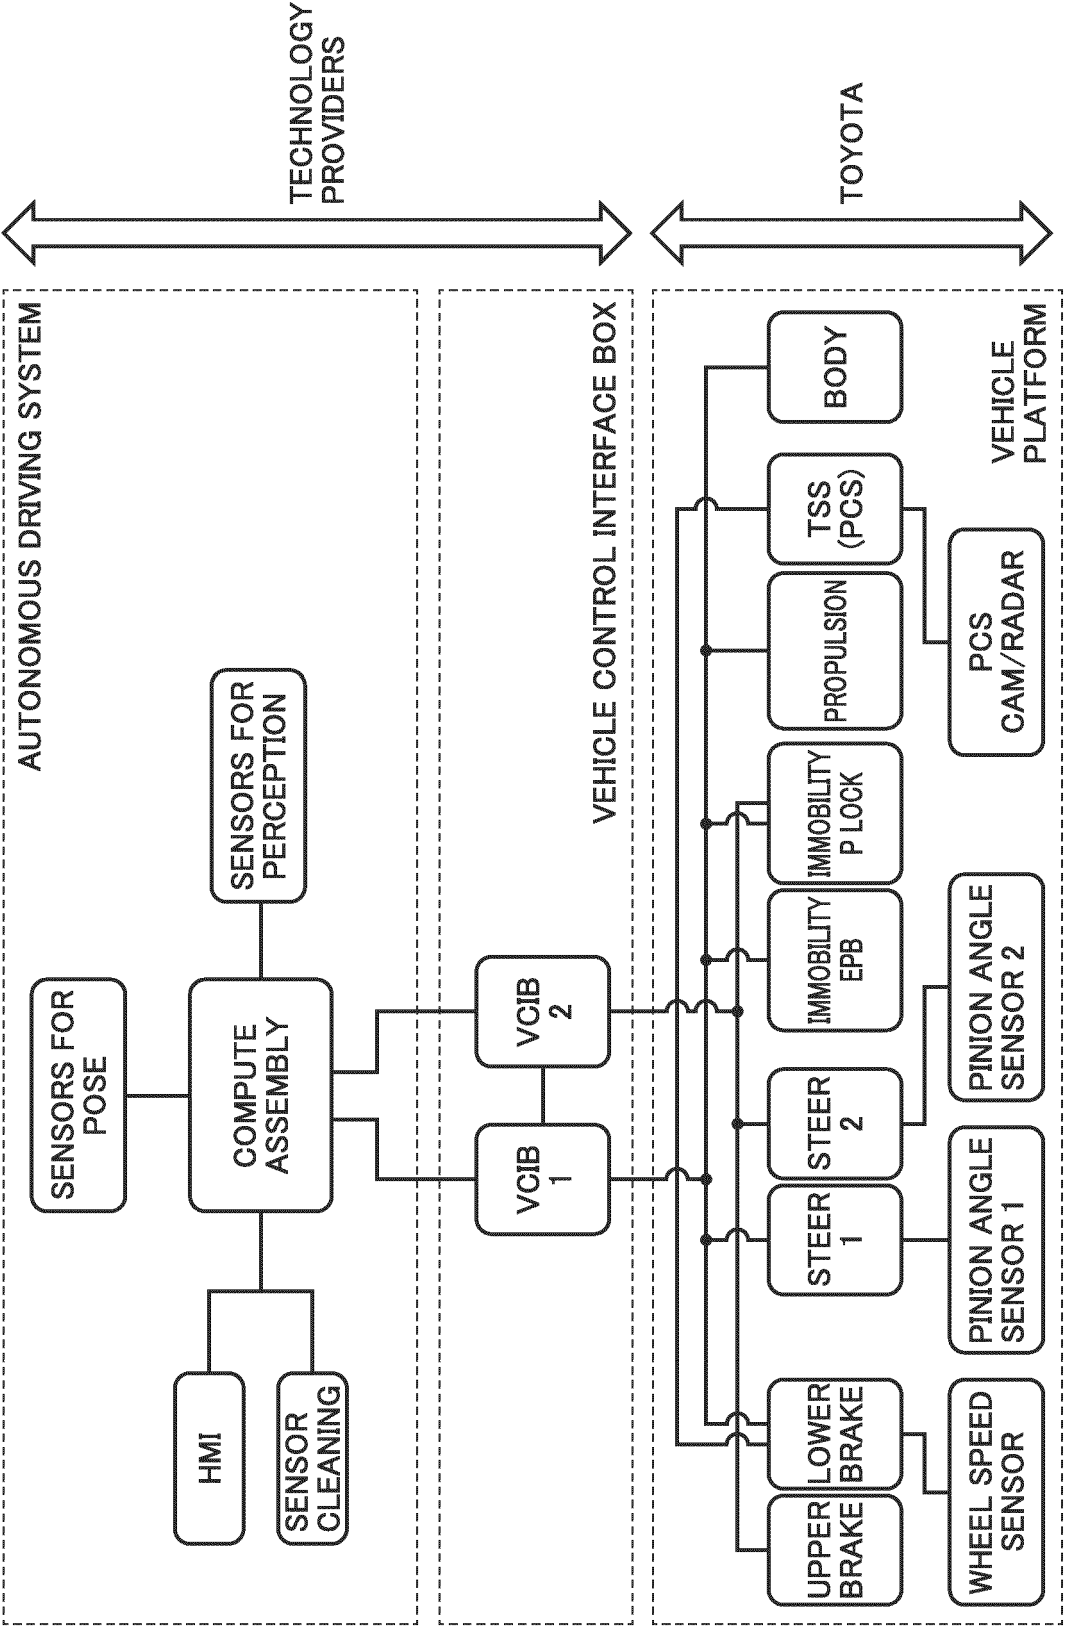 AUTONOMOUS DRIVING SYSTEM
SENSORS FOR
POSE
HMI
SENSOR
CLEANING
COMPUTE
ASSEMBLY
SENSORS FOR
PERCEPTION
TECHNOLOGY
PROVIDERS
VCIB
1
VCIB
2
VEHICLE CONTROL INTERFACE BOX
UPPER
BRAKE
LOWER
BRAKE
STEER
1
STEER
2
IMMOBILITY
EPB
IMMOBILITY
P LOCK
PROPULSION
TSS
(PCS)
BODY
TOYOTA
WHEEL SPEED
SENSOR
PINION ANGLE
SENSOR 1
PINION ANGLE
SENSOR 2
PCS
CAM/RADAR
VEHICLE
PLATFORM